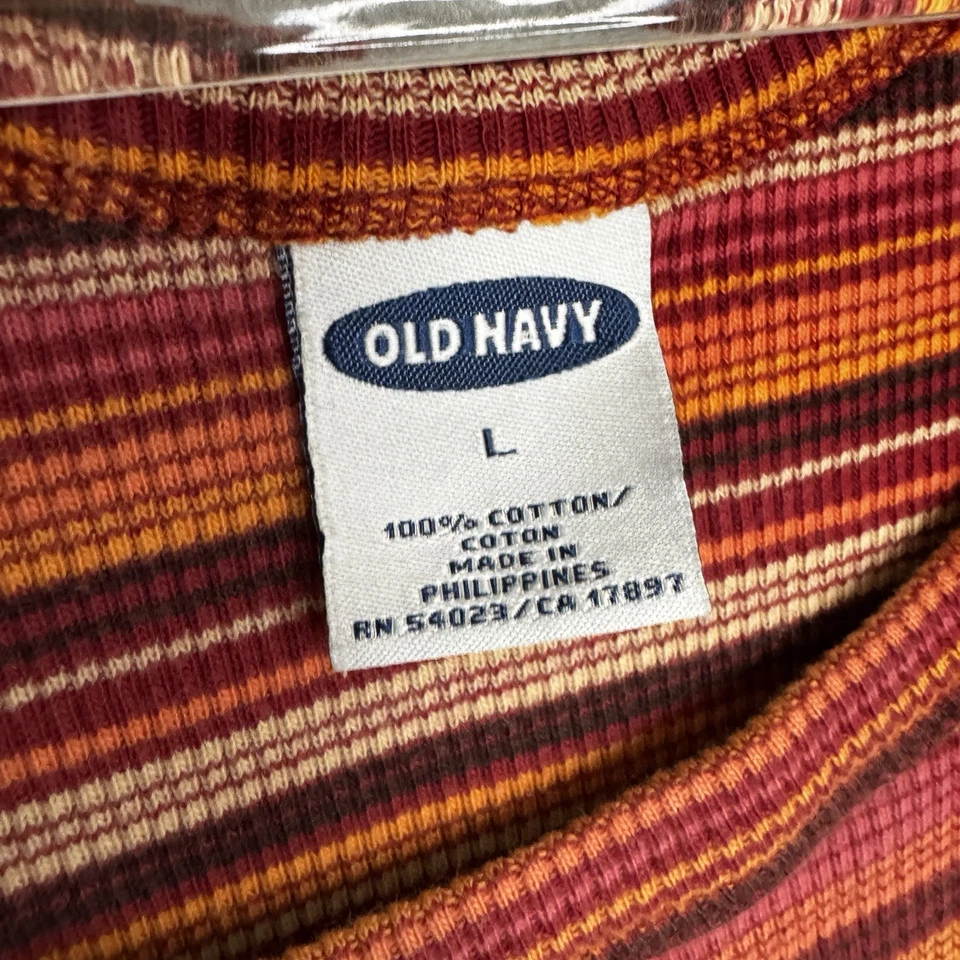 OLD NAVY
L
100% COTTON/
COTON
MADE IN
PHILIPPINES
RN 54023/CA 17897